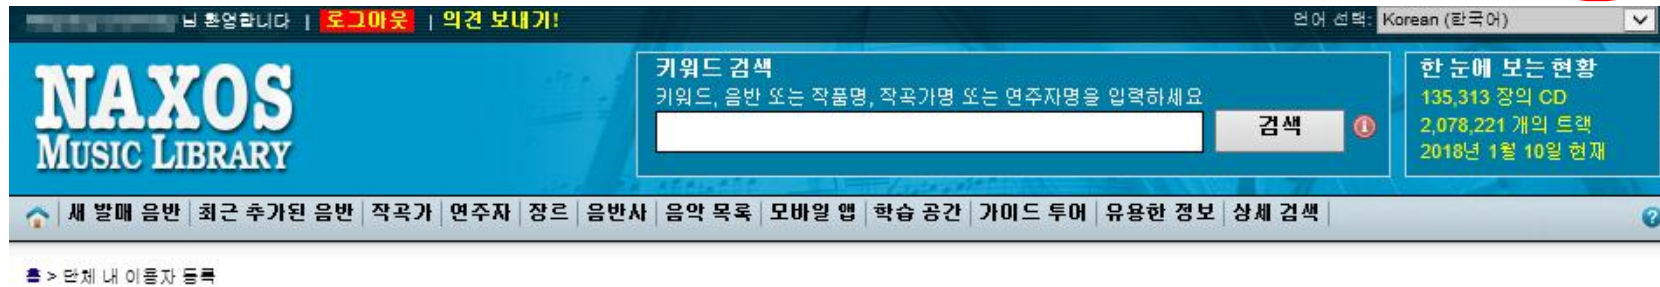 님 환영합니다 | 로그아웃 | 의견 보내기!
언어 선택: Korean (한국어)
NAXOS
MUSIC LIBRARY
키워드 검색
키워드, 음반 또는 작품명, 작곡가명 또는 연주자명을 입력하세요
검색
한 눈에 보는 현황
135,313 장의 CD
2,078,221 개의 트랙
2018년 1월 10일 현재
새 발매 음반 | 최근 추가된 음반 | 작곡가 | 연주자 | 장르 | 음반사 | 음악 목록 | 모바일 앱 | 학습 공간 | 가이드 투어 | 유용한 정보 | 상세 검색 |
홈 > 단체 내 이용자 등록